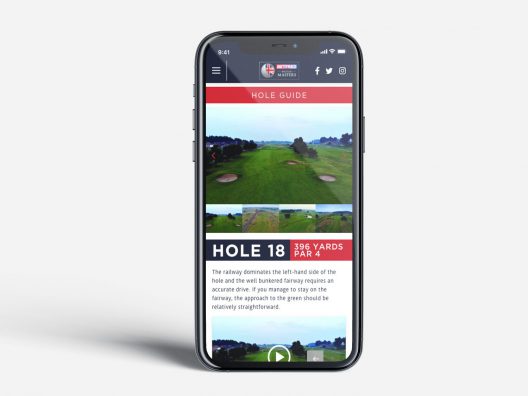 9:41
BETFRED
MASTERS
HOLE GUIDE
HOLE 18
396 YARDS
PAR 4
The railway dominates the left-hand side of the
hole and the well bunkered fairway requires an
accurate drive. If you manage to stay on the
fairway, the approach to the green should be
relatively straightforward.